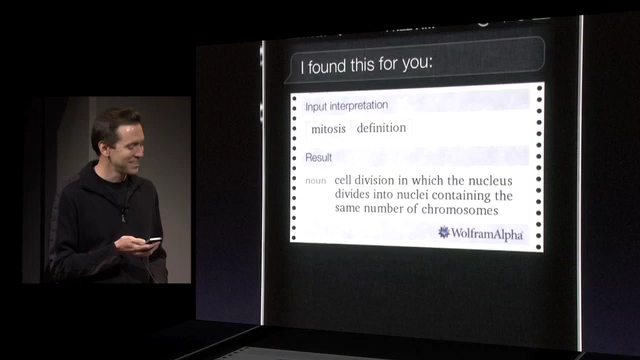 I found this for you:
Input interpretation
mitosis definition
Result
noun cell division in which the nucleus
divides into nuclei containing the
same number of chromosomes
WolframAlpha